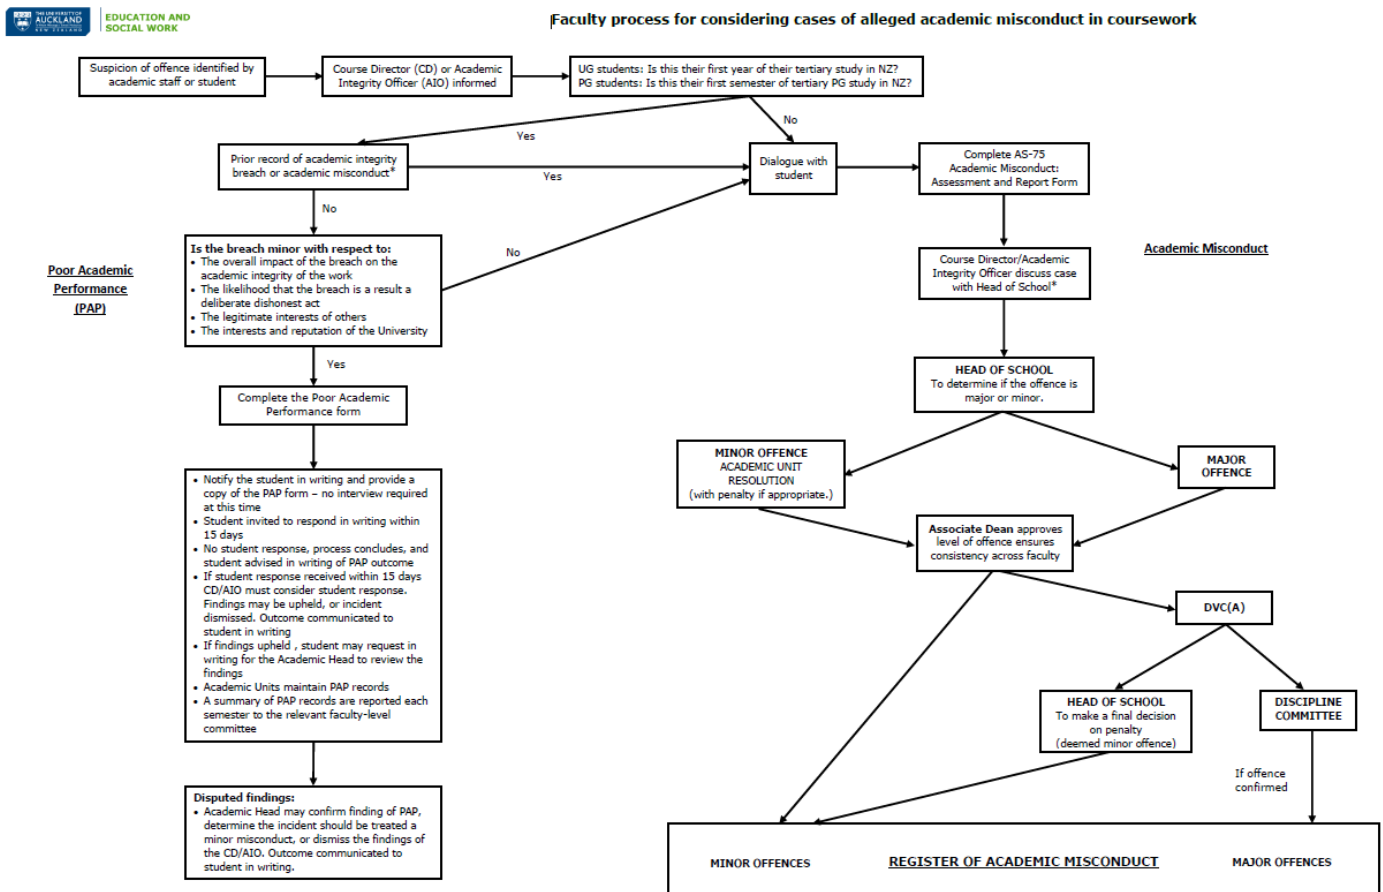 THE UNIVERSITY OF
AUCKLAND
NEW ZEALAND
EDUCATION AND
SOCIAL WORK
Faculty process for considering cases of alleged academic misconduct in coursework
Suspicion of offence identified by
academic staff or student
Course Director (CD) or Academic
Integrity Officer (AIO) informed
UG students: Is this their first year of their tertiary study in NZ?
PG students: Is this their first semester of tertiary PG study in NZ?
Yes
No
Prior record of academic integrity
breach or academic misconduct*
Yes
Dialogue with
student
Complete AS-75
Academic Misconduct:
Assessment and Report Form
No
Is the breach minor with respect to:
• The overall impact of the breach on the
academic integrity of the work
• The likelihood that the breach is a result a
deliberate dishonest act
• The legitimate interests of others
• The interests and reputation of the University
No
Poor Academic
Performance
(PAP)
Course Director/Academic
Integrity Officer discuss case
with Head of School*
Academic Misconduct
Yes
Complete the Poor Academic
Performance form
HEAD OF SCHOOL
To determine if the offence is
major or minor.
MINOR OFFENCE
ACADEMIC UNIT
RESOLUTION
(with penalty if appropriate.)
MAJOR
OFFENCE
• Notify the student in writing and provide a
copy of the PAP form – no interview required
at this time
• Student invited to respond in writing within
15 days
• No student response, process concludes, and
student advised in writing of PAP outcome
• If student response received within 15 days
CD/AIO must consider student response.
Findings may be upheld, or incident
dismissed. Outcome communicated to
student in writing
• If findings upheld , student may request in
writing for the Academic Head to review the
findings
• Academic Units maintain PAP records
• A summary of PAP records are reported each
semester to the relevant faculty-level
committee
Associate Dean approves
level of offence ensures
consistency across faculty
DVC(A)
HEAD OF SCHOOL
To make a final decision
on penalty
(deemed minor offence)
DISCIPLINE
COMMITTEE
If offence
confirmed
Disputed findings:
• Academic Head may confirm finding of PAP,
determine the incident should be treated a
minor misconduct, or dismiss the findings of
the CD/AIO. Outcome communicated to
student in writing.
MINOR OFFENCES
REGISTER OF ACADEMIC MISCONDUCT
MAJOR OFFENCES